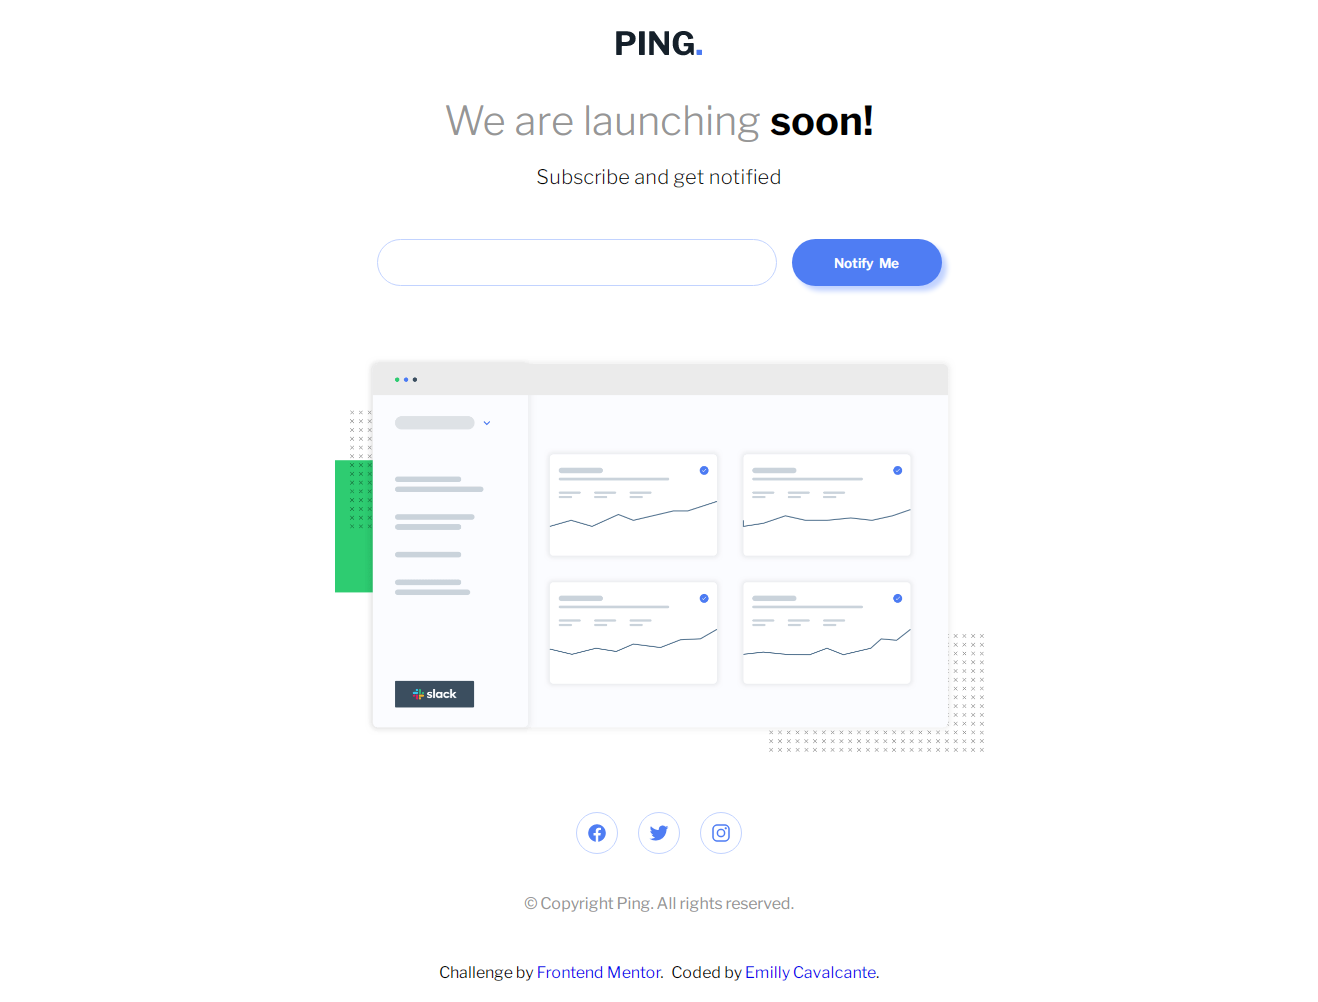 PING.
We are launching soon!
Subscribe and get notified
Notify Me
slack
© Copyright Ping. All rights reserved.
Challenge by Frontend Mentor. Coded by Emilly Cavalcante.